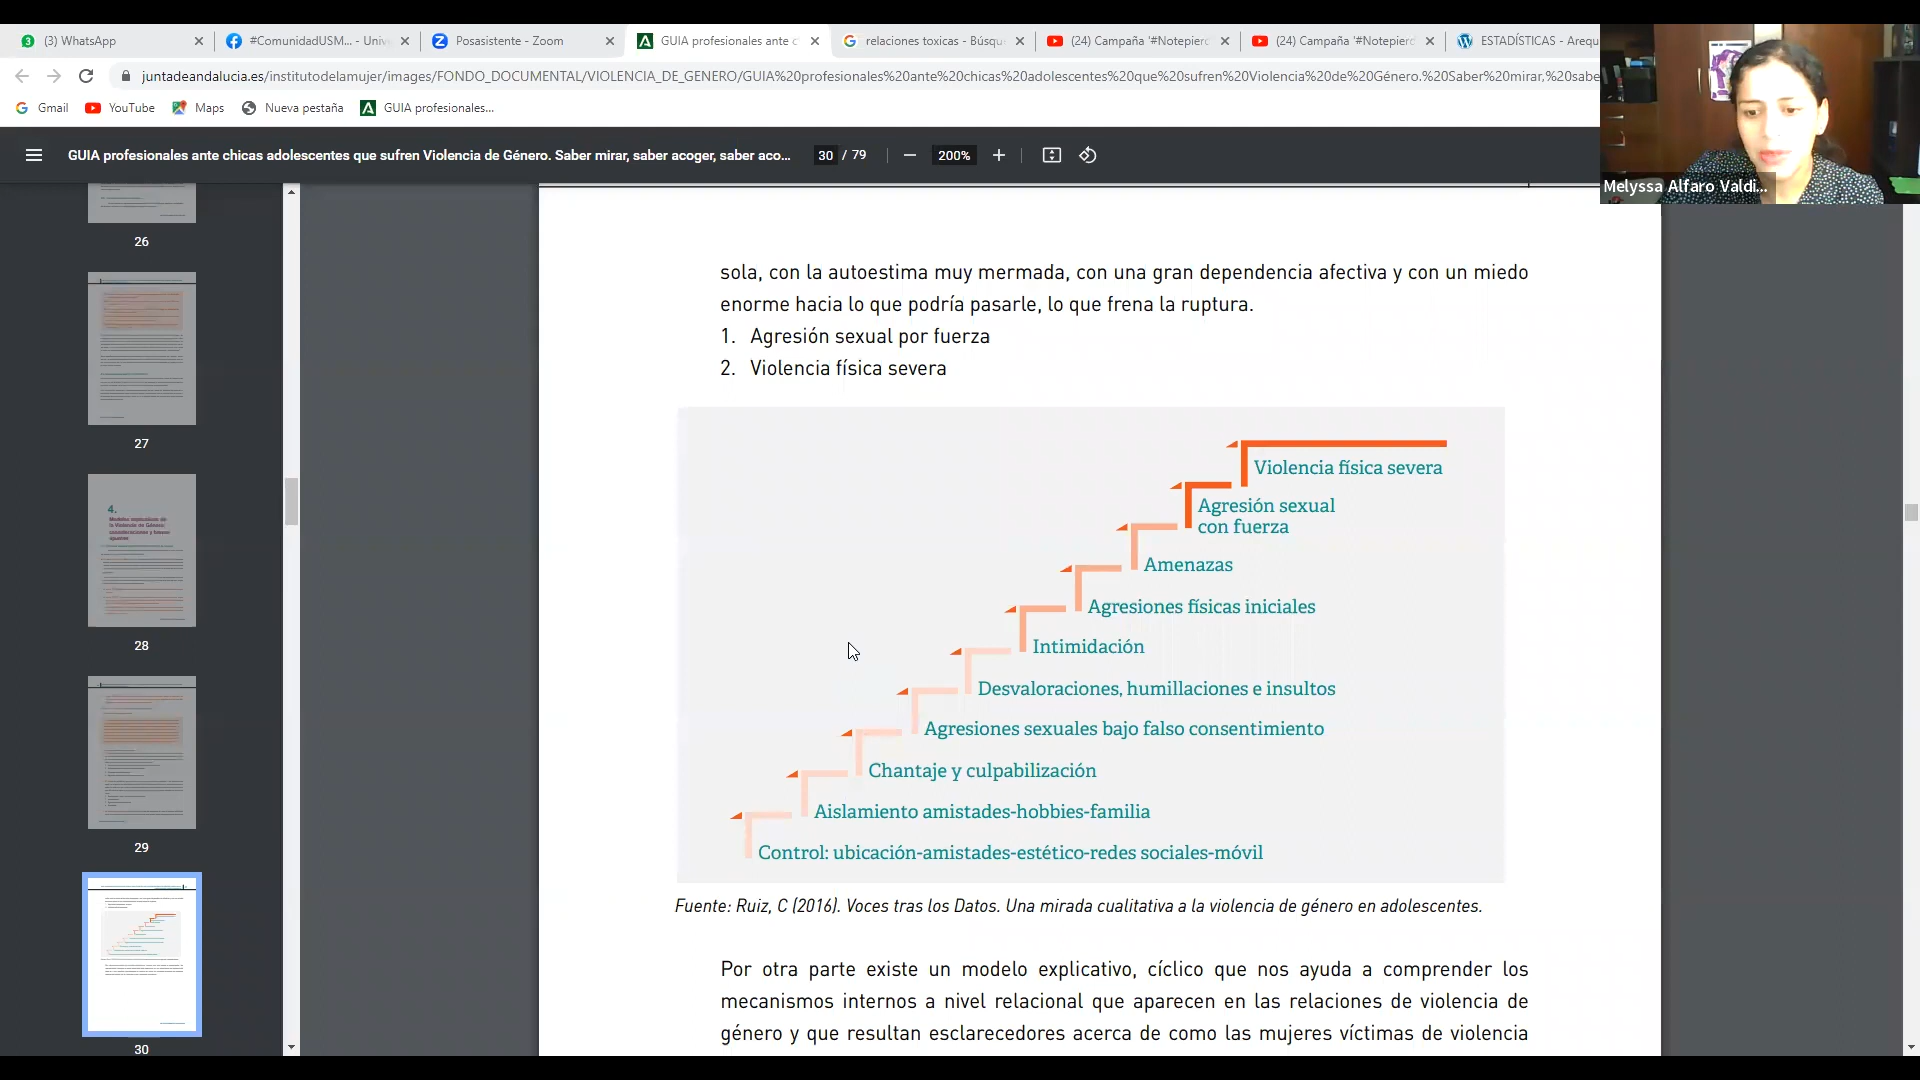 (3) WhatsApp
#ComunidadUSM... - Univ
Posasistente - Zoom
GUIA profesionales ante c
relaciones toxicas - Búsqu
(24) Campaña '#Notepierd
(24) Campaña '#Notepierd
ESTADÍSTICAS - Arequ
juntadeandalucia.es/institutodelamujer/images/FONDO_DOCUMENTAL/VIOLENCIA_DE_GENERO/GUIA%20profesionales%20ante%20chicas%20adolescentes%20que%20sufren%20Violencia%20de%20Género.%20Saber%20mirar,%20sabe
Gmail
YouTube
Maps
Nueva pestaña
GUIA profesionales...
GUIA profesionales ante chicas adolescentes que sufren Violencia de Género. Saber mirar, saber acoger, saber aco...
30 / 79
200%
Melyssa Alfaro Valdi...
26
27
4.
28
29
30
sola, con la autoestima muy mermada, con una gran dependencia afectiva y con un miedo
enorme hacia lo que podría pasarle, lo que frena la ruptura.
1. Agresión sexual por fuerza
2. Violencia física severa
Violencia física severa
Agresión sexual
con fuerza
Amenazas
Agresiones físicas iniciales
Intimidación
Desvaloraciones, humillaciones e insultos
Agresiones sexuales bajo falso consentimiento
Chantaje y culpabilización
Aislamiento amistades-hobbies-familia
Control: ubicación-amistades-estético-redes sociales-móvil
Fuente: Ruiz, C (2016). Voces tras los Datos. Una mirada cualitativa a la violencia de género en adolescentes.
Por otra parte existe un modelo explicativo, cíclico que nos ayuda a comprender los
mecanismos internos a nivel relacional que aparecen en las relaciones de violencia de
género y que resultan esclarecedores acerca de como las mujeres víctimas de violencia